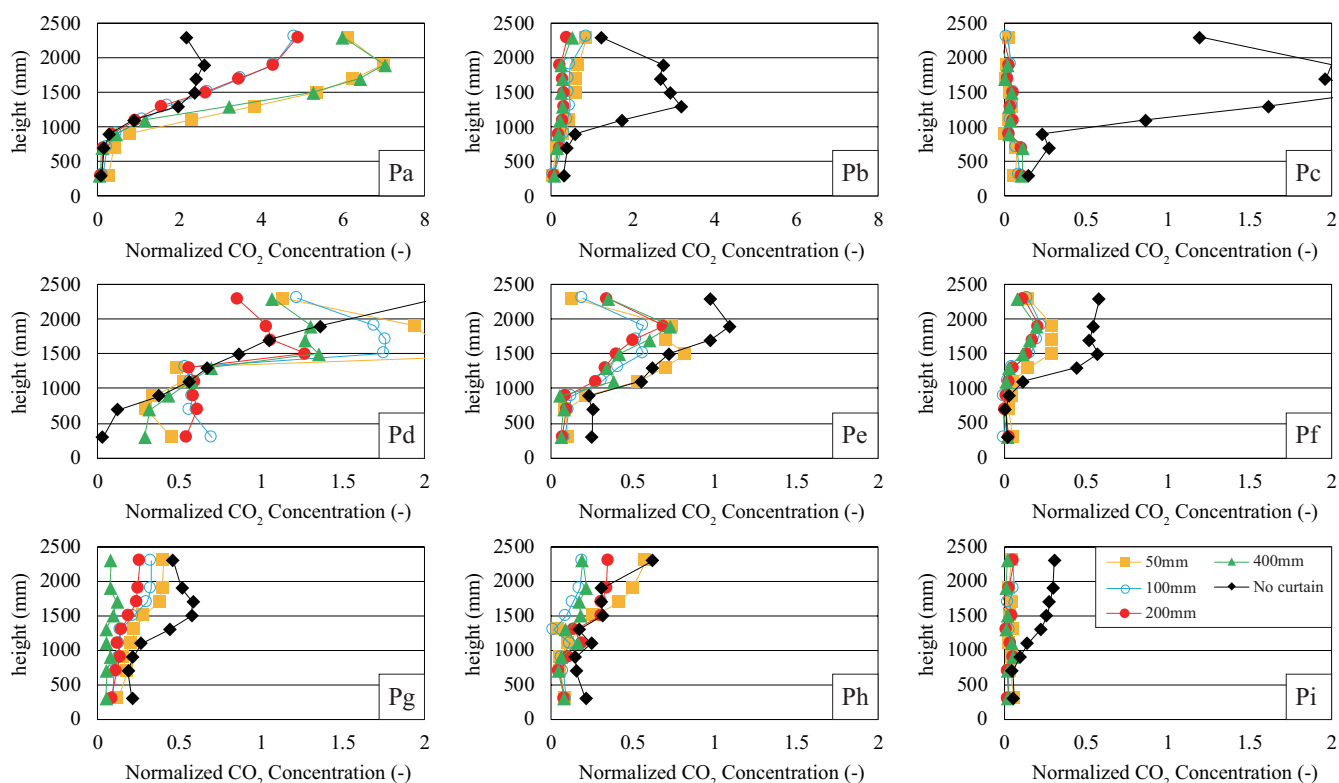 2500 2500 2500
2000 2000 2000
1500 1500 1500
1000 1000 1000
500 500 500
0 0 0
height (mm) height (mm) height (mm)
Pa Pb Pc
0 2 4 6 8 0 2 4 6 8 0 0.5 1 1.5 2
Normalized CO₂ Concentration (-) Normalized CO₂ Concentration (-) Normalized CO₂ Concentration (-)
2500 2500 2500
2000 2000 2000
1500 1500 1500
1000 1000 1000
500 500 500
0 0 0
height (mm) height (mm) height (mm)
Pd Pe Pf
0 0.5 1 1.5 2 0 0.5 1 1.5 2 0 0.5 1 1.5 2
Normalized CO₂ Concentration (-) Normalized CO₂ Concentration (-) Normalized CO₂ Concentration (-)
2500 2500 2500
2000 2000 2000
1500 1500 1500
1000 1000 1000
500 500 500
0 0 0
height (mm) height (mm) height (mm)
50mm 400mm
100mm No curtain
200mm
Pg Ph Pi
0 0.5 1 1.5 2 0 0.5 1 1.5 2 0 0.5 1 1.5 2
Normalized CO₂ Concentration (-) Normalized CO₂ Concentration (-) Normalized CO₂ Concentration (-)